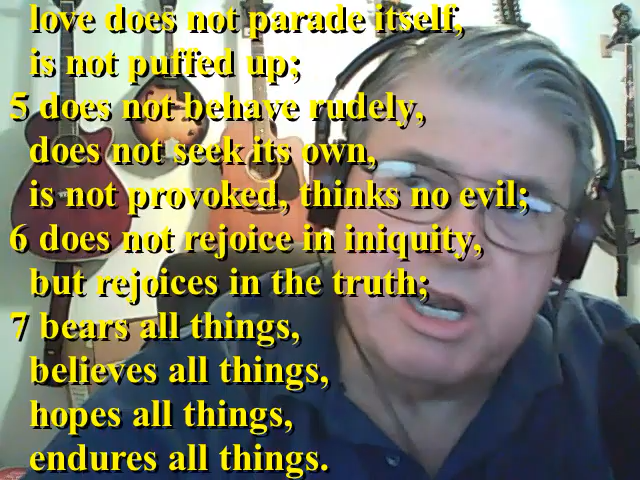 love does not parade itself,
is not puffed up;
5 does not behave rudely,
does not seek its own,
is not provoked, thinks no evil;
6 does not rejoice in iniquity,
but rejoices in the truth;
7 bears all things,
believes all things,
hopes all things,
endures all things.